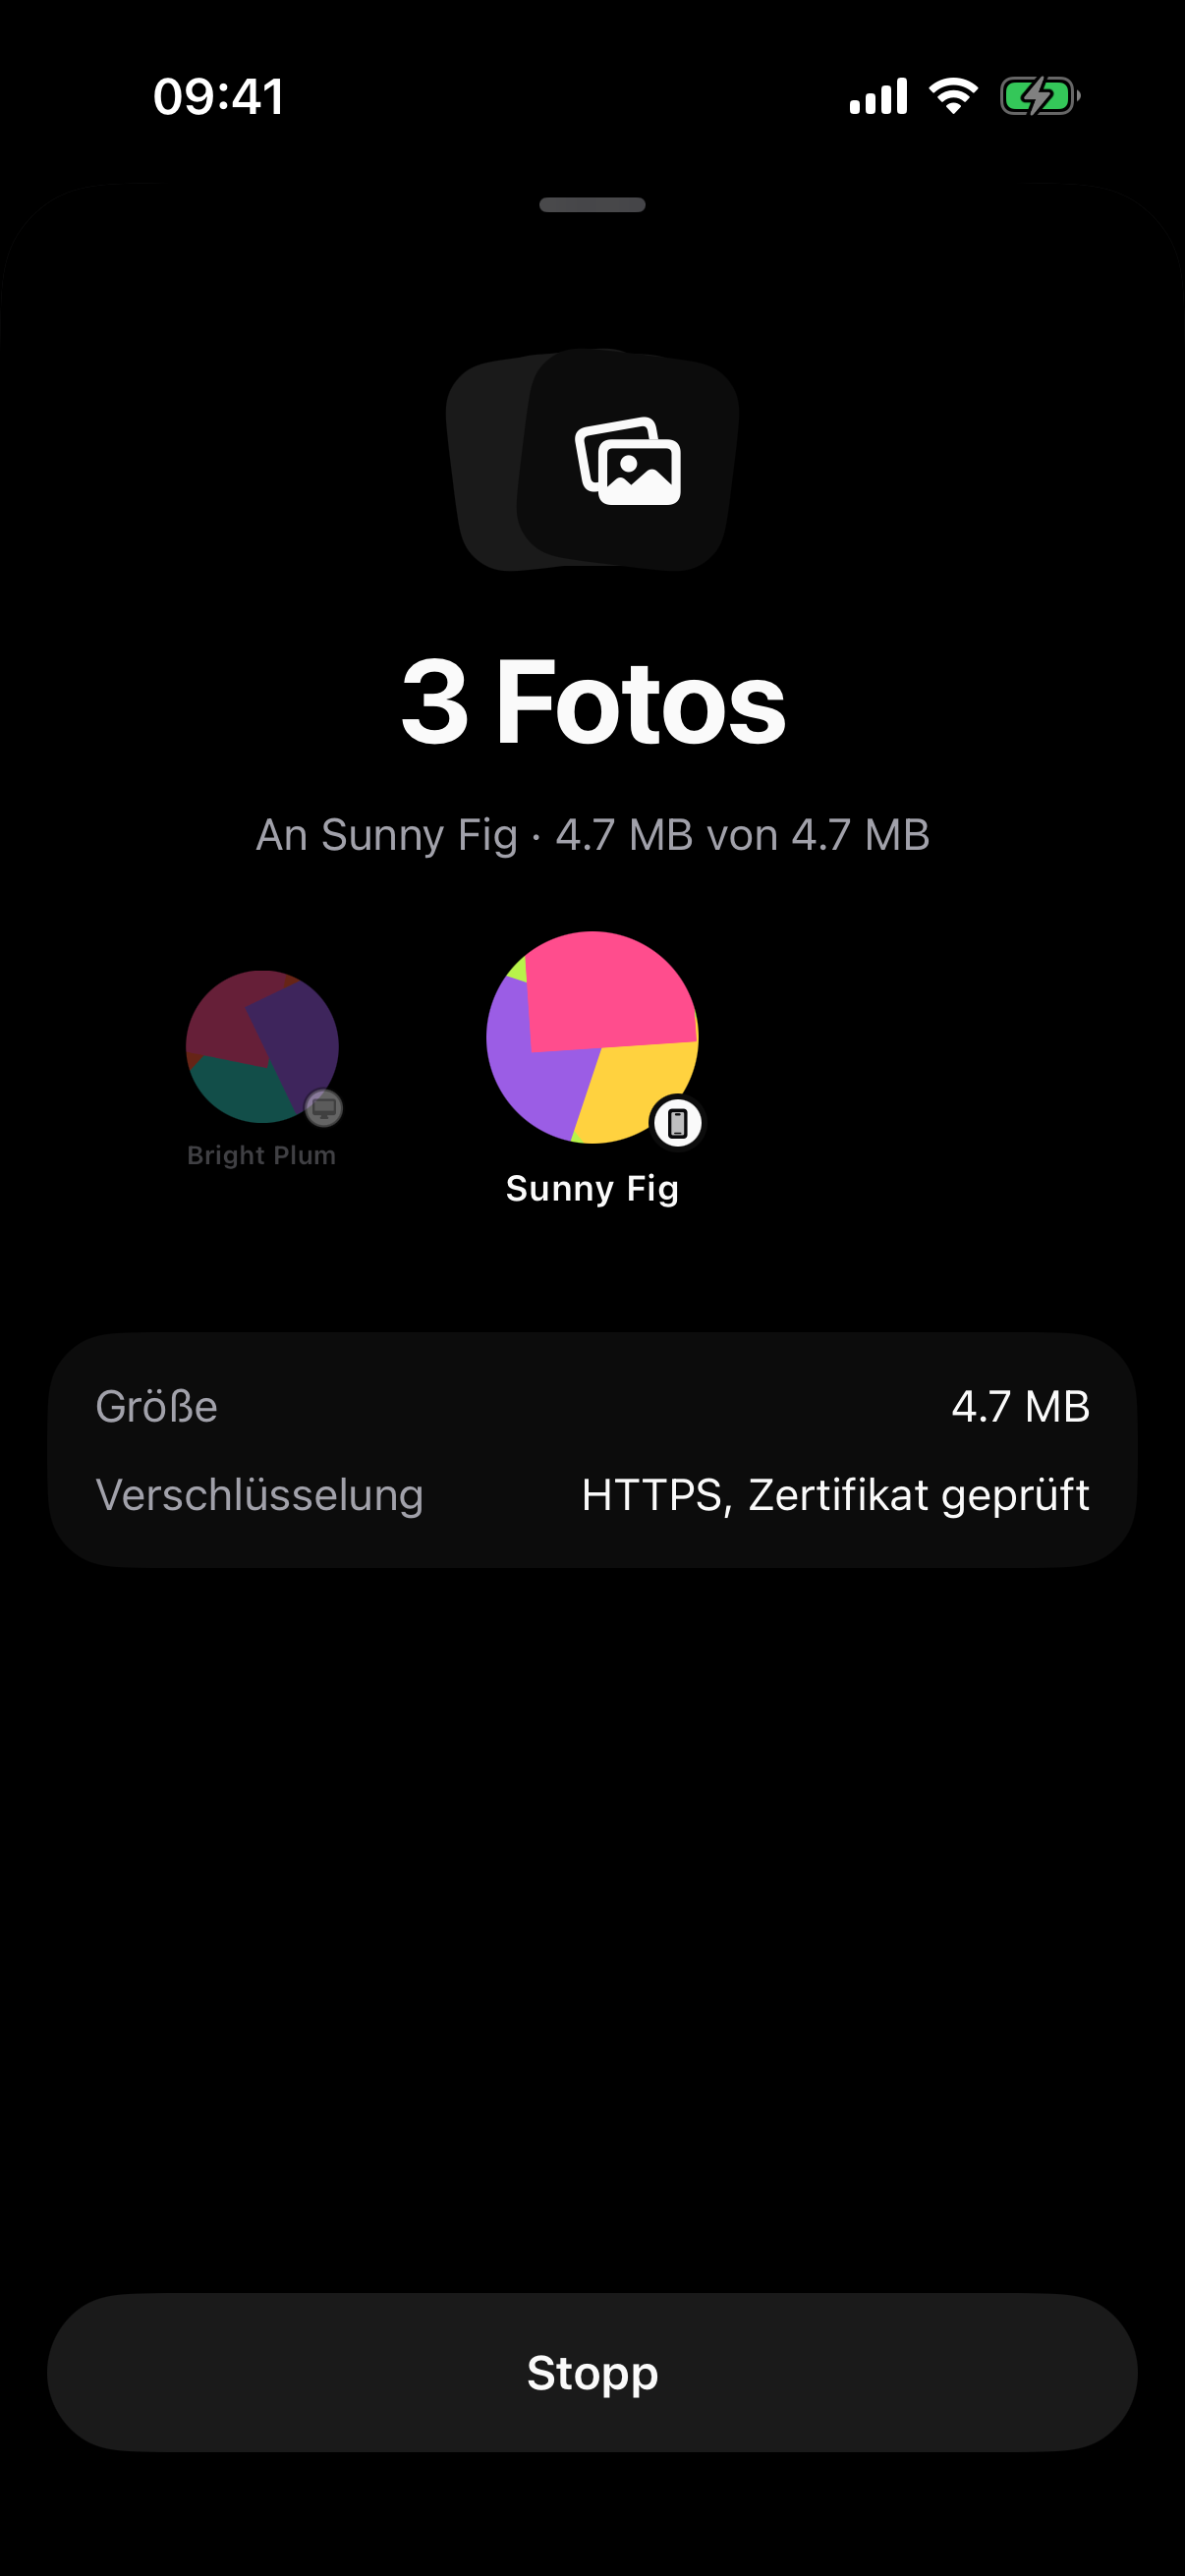 09:41
3 Fotos
An Sunny Fig · 4.7 MB von 4.7 MB
Bright Plum
Sunny Fig
Größe 4.7 MB
Verschlüsselung HTTPS, Zertifikat geprüft
Stopp